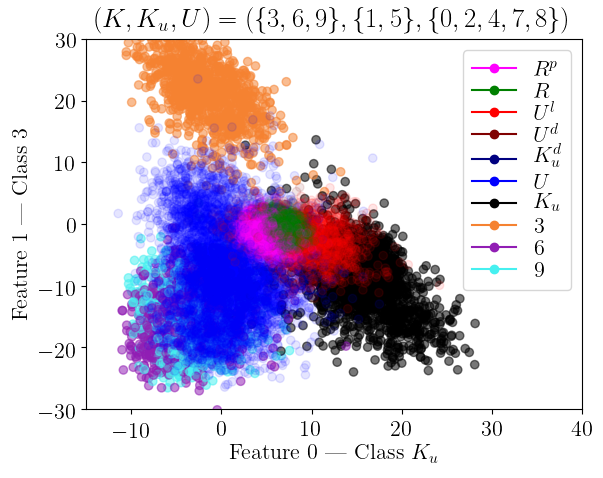 (K, K_u, U) = ({3, 6, 9}, {1, 5}, {0, 2, 4, 7, 8})
30
20
10
0
−10
−20
−30
Feature 1 — Class 3
R^p
R
U^l
U^d
K_u^d
U
K_u
3
6
9
−10
0
10
20
30
40
Feature 0 — Class K_u